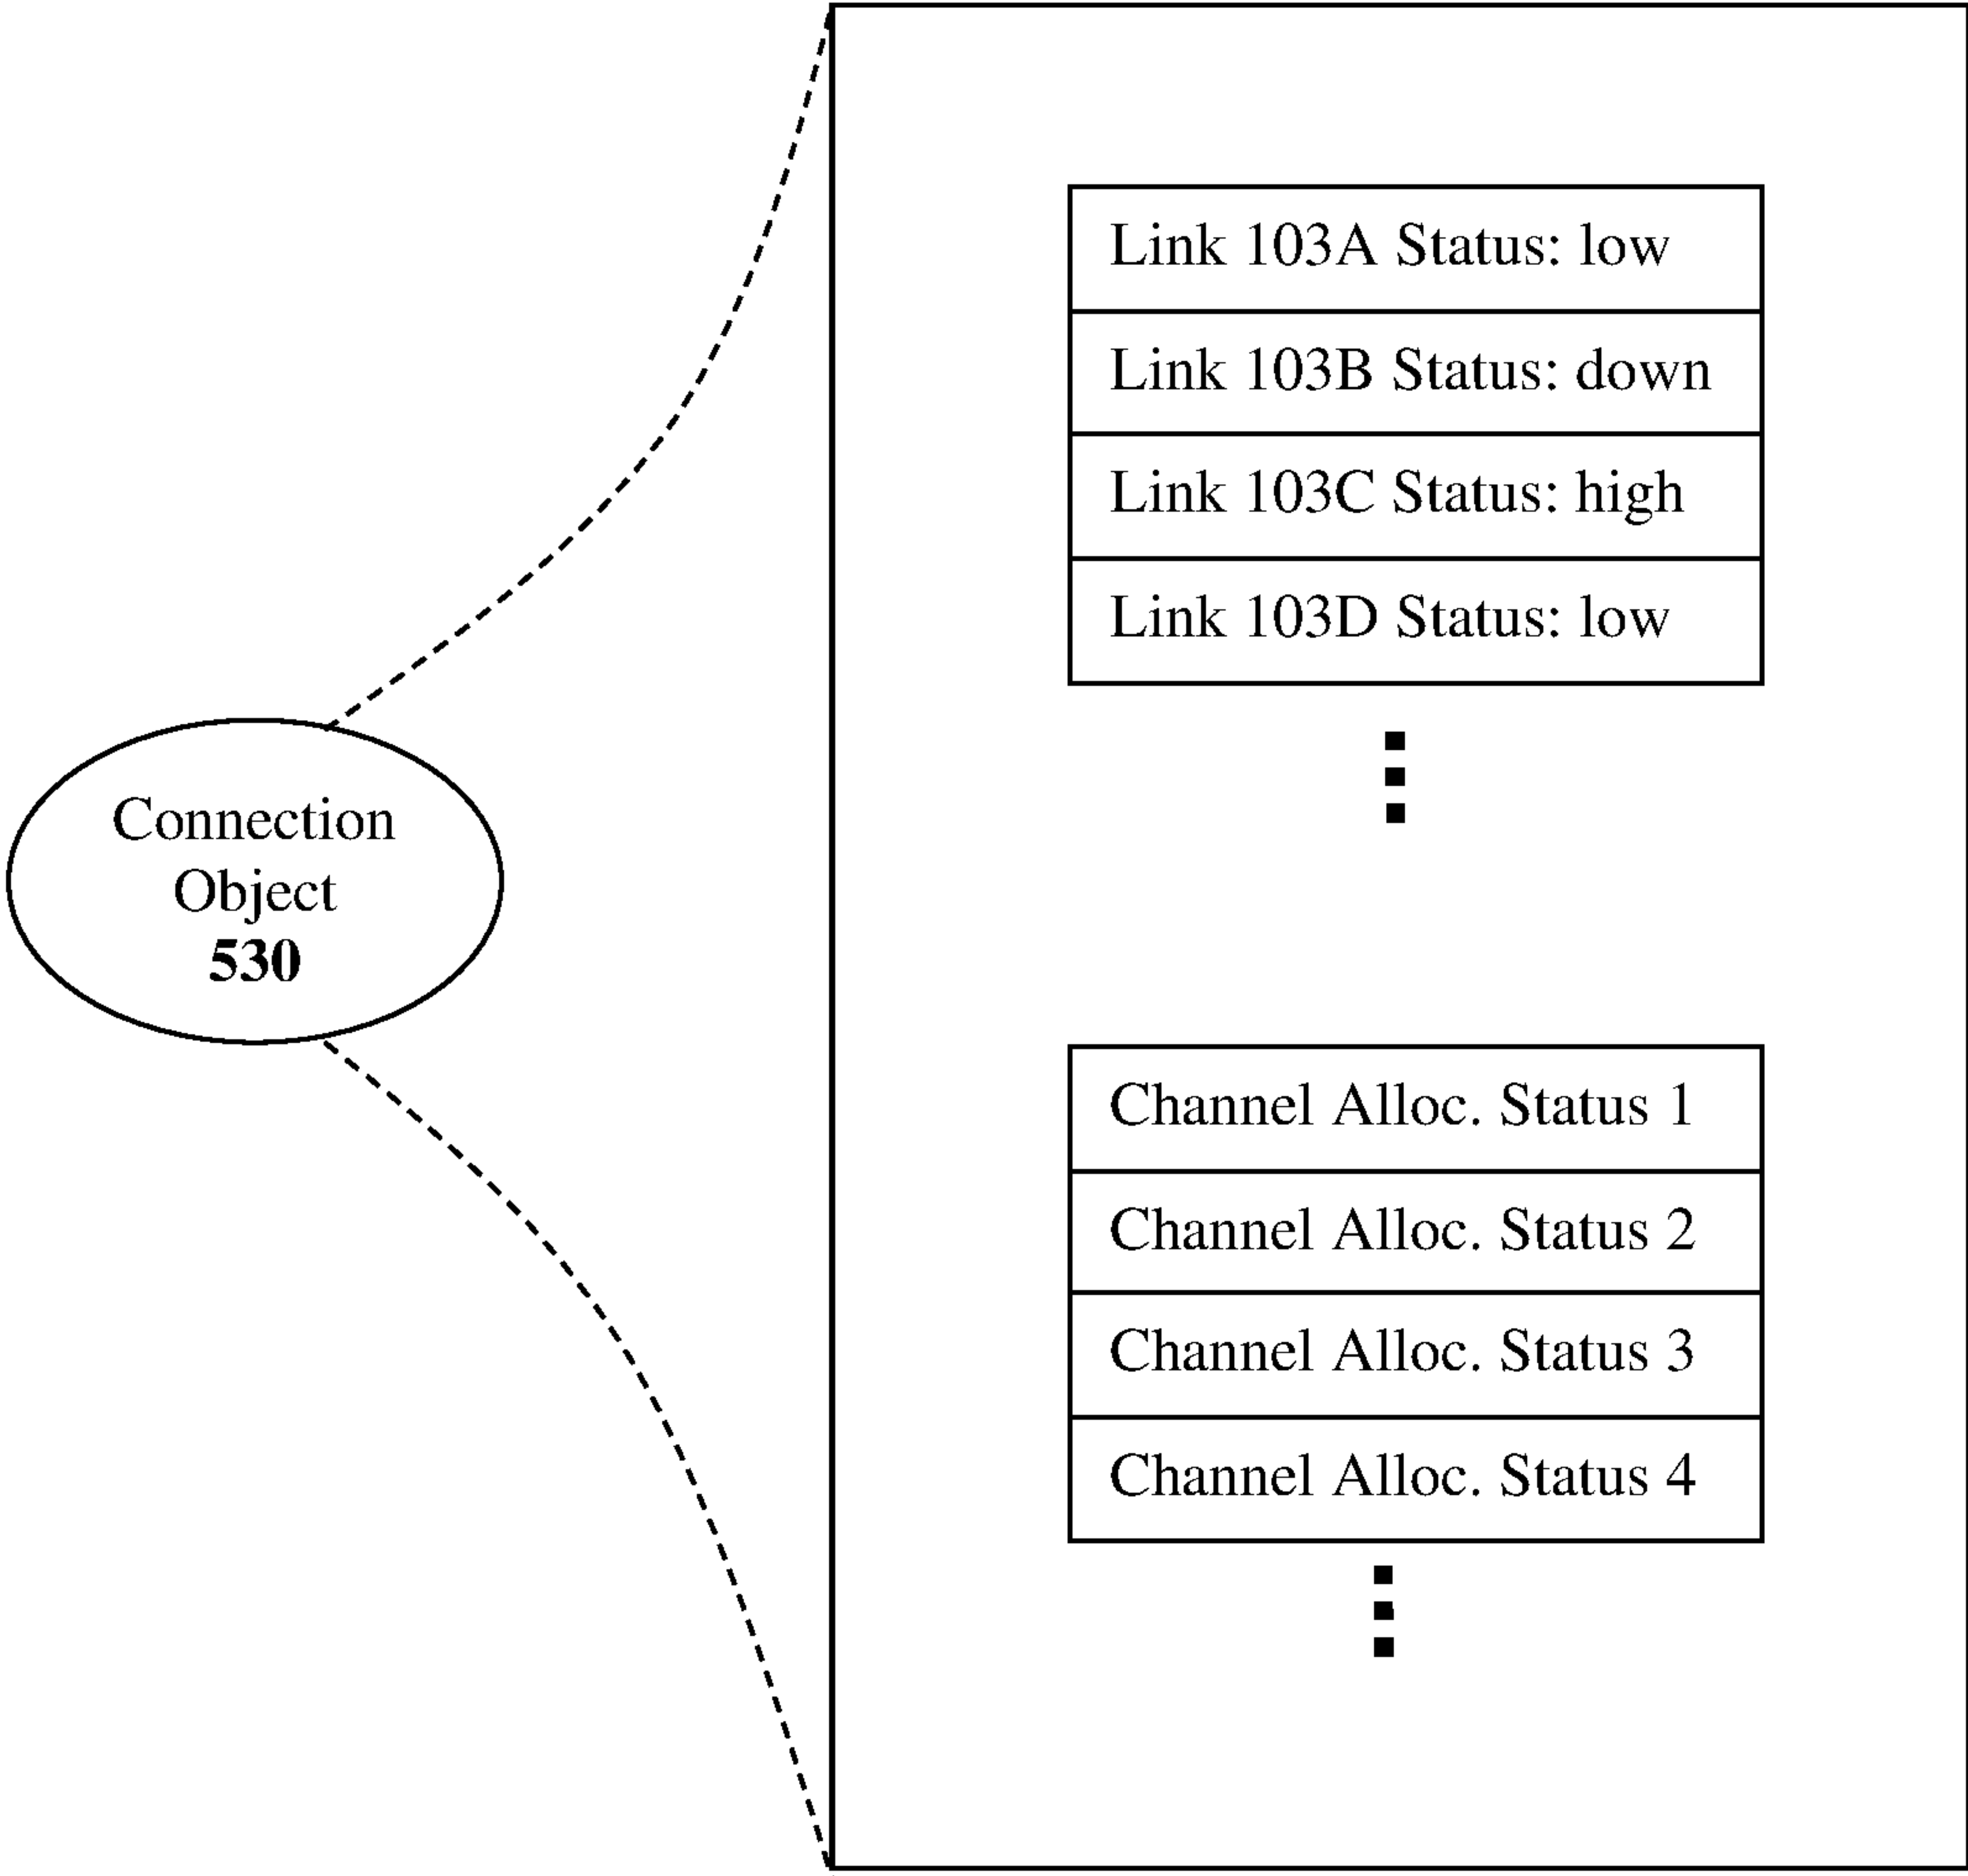 Link 103A Status: low
Link 103B Status: down
Link 103C Status: high
Link 103D Status: low
Connection
Object
530
Channel Alloc. Status 1
Channel Alloc. Status 2
Channel Alloc. Status 3
Channel Alloc. Status 4